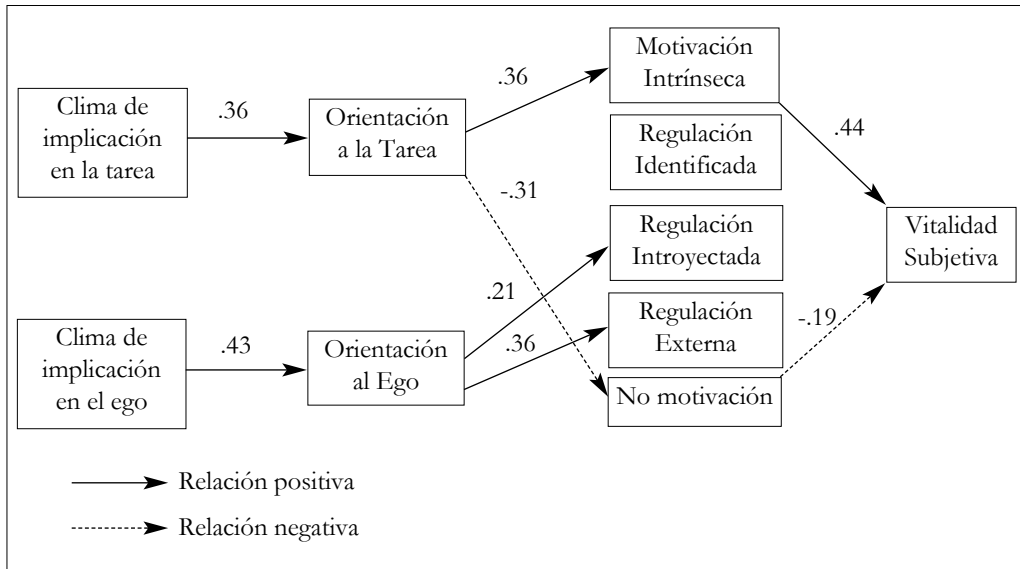 Clima de
implicación
en la tarea
.36
Orientación
a la Tarea
.36
-.31
Motivación
Intrínseca
Regulación
Identificada
Regulación
Introyectada
Regulación
Externa
No motivación
.44
-.19
Vitalidad
Subjetiva
Clima de
implicación
en el ego
.43
Orientación
al Ego
.21
.36
Relación positiva
Relación negativa